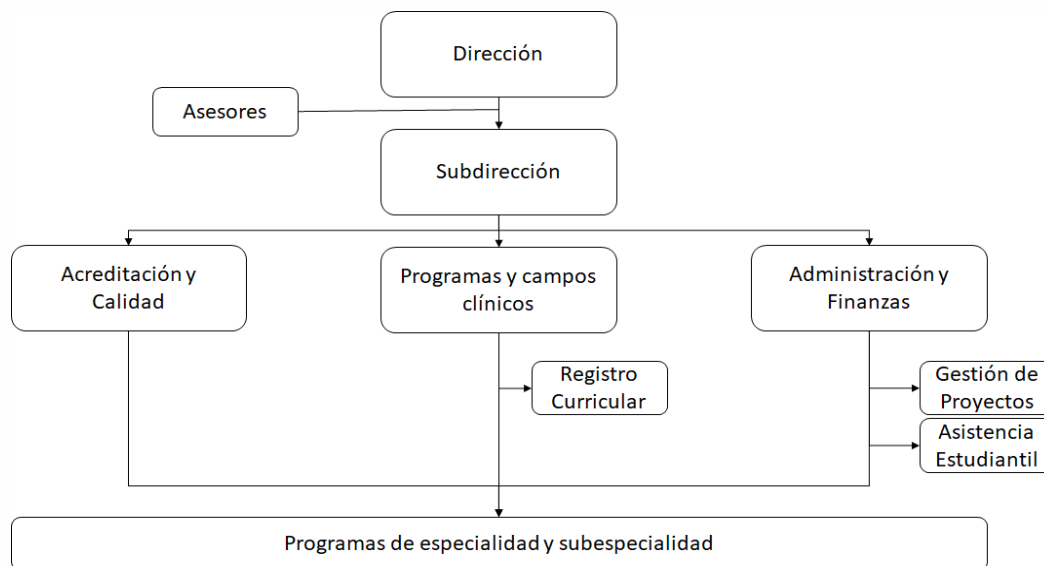 Dirección
Asesores
Subdirección
Acreditación y
Calidad
Programas y campos
clínicos
Administración y
Finanzas
Registro
Curricular
Gestión de
Proyectos
Asistencia
Estudiantil
Programas de especialidad y subespecialidad